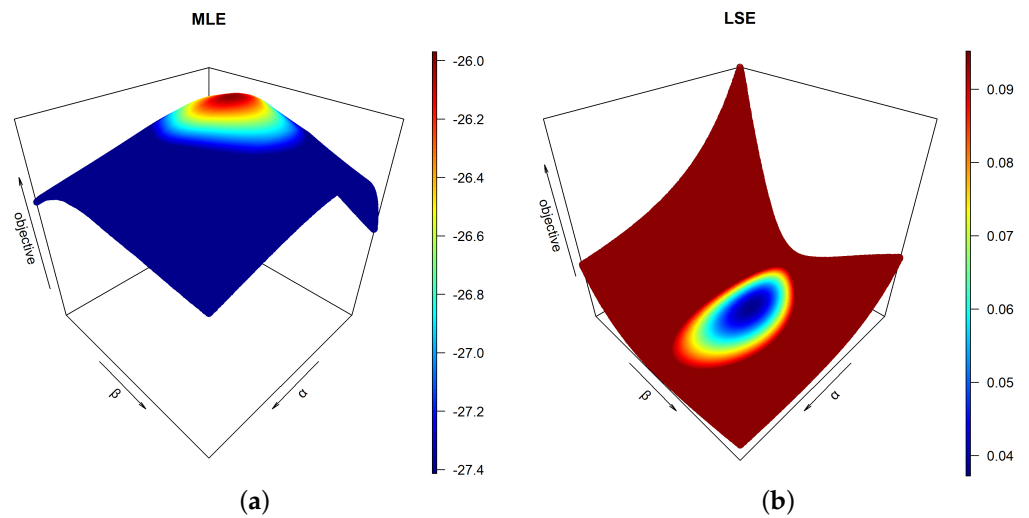 MLE
objective
β
α
-26.0
-26.2
-26.4
-26.6
-26.8
-27.0
-27.2
-27.4
(a)
LSE
objective
β
α
0.09
0.08
0.07
0.06
0.05
0.04
(b)